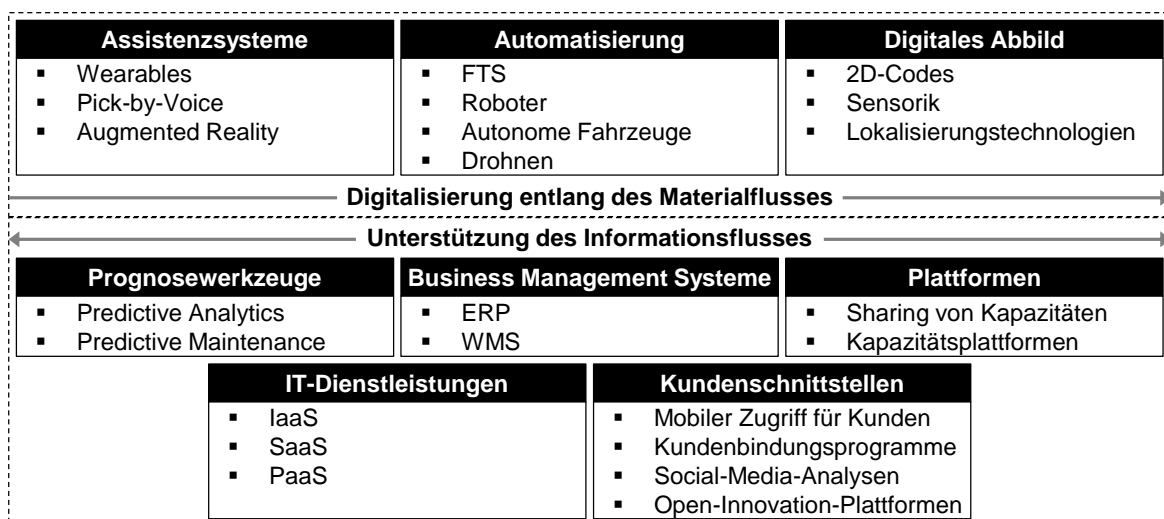 Assistenzsysteme
▪ Wearables
▪ Pick-by-Voice
▪ Augmented Reality
Automatisierung
▪ FTS
▪ Roboter
▪ Autonome Fahrzeuge
▪ Drohnen
Digitales Abbild
▪ 2D-Codes
▪ Sensorik
▪ Lokalisierungstechnologien
Digitalisierung entlang des Materialflusses
Unterstützung des Informationsflusses
Prognosewerkzeuge
▪ Predictive Analytics
▪ Predictive Maintenance
Business Management Systeme
▪ ERP
▪ WMS
Plattformen
▪ Sharing von Kapazitäten
▪ Kapazitätsplattformen
IT-Dienstleistungen
▪ IaaS
▪ SaaS
▪ PaaS
Kundenschnittstellen
▪ Mobiler Zugriff für Kunden
▪ Kundenbindungsprogramme
▪ Social-Media-Analysen
▪ Open-Innovation-Plattformen